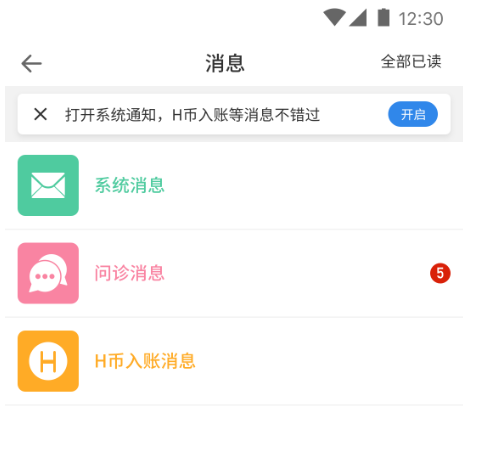 12:30
消息 全部已读
打开系统通知，H币入账等消息不错过 开启
系统消息
问诊消息 5
H
H币入账消息